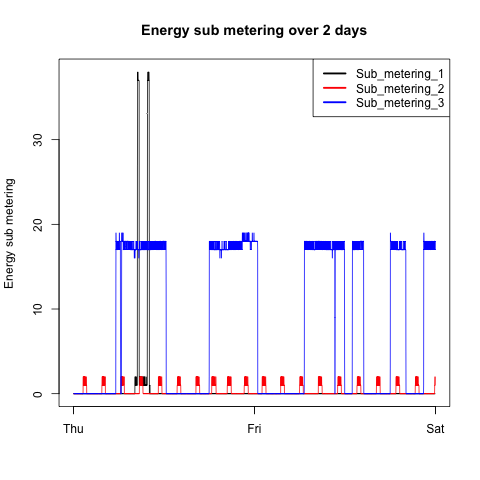 Energy sub metering over 2 days
Sub_metering_1
Sub_metering_2
Sub_metering_3
Energy sub metering
30
20
10
0
Thu
Fri
Sat